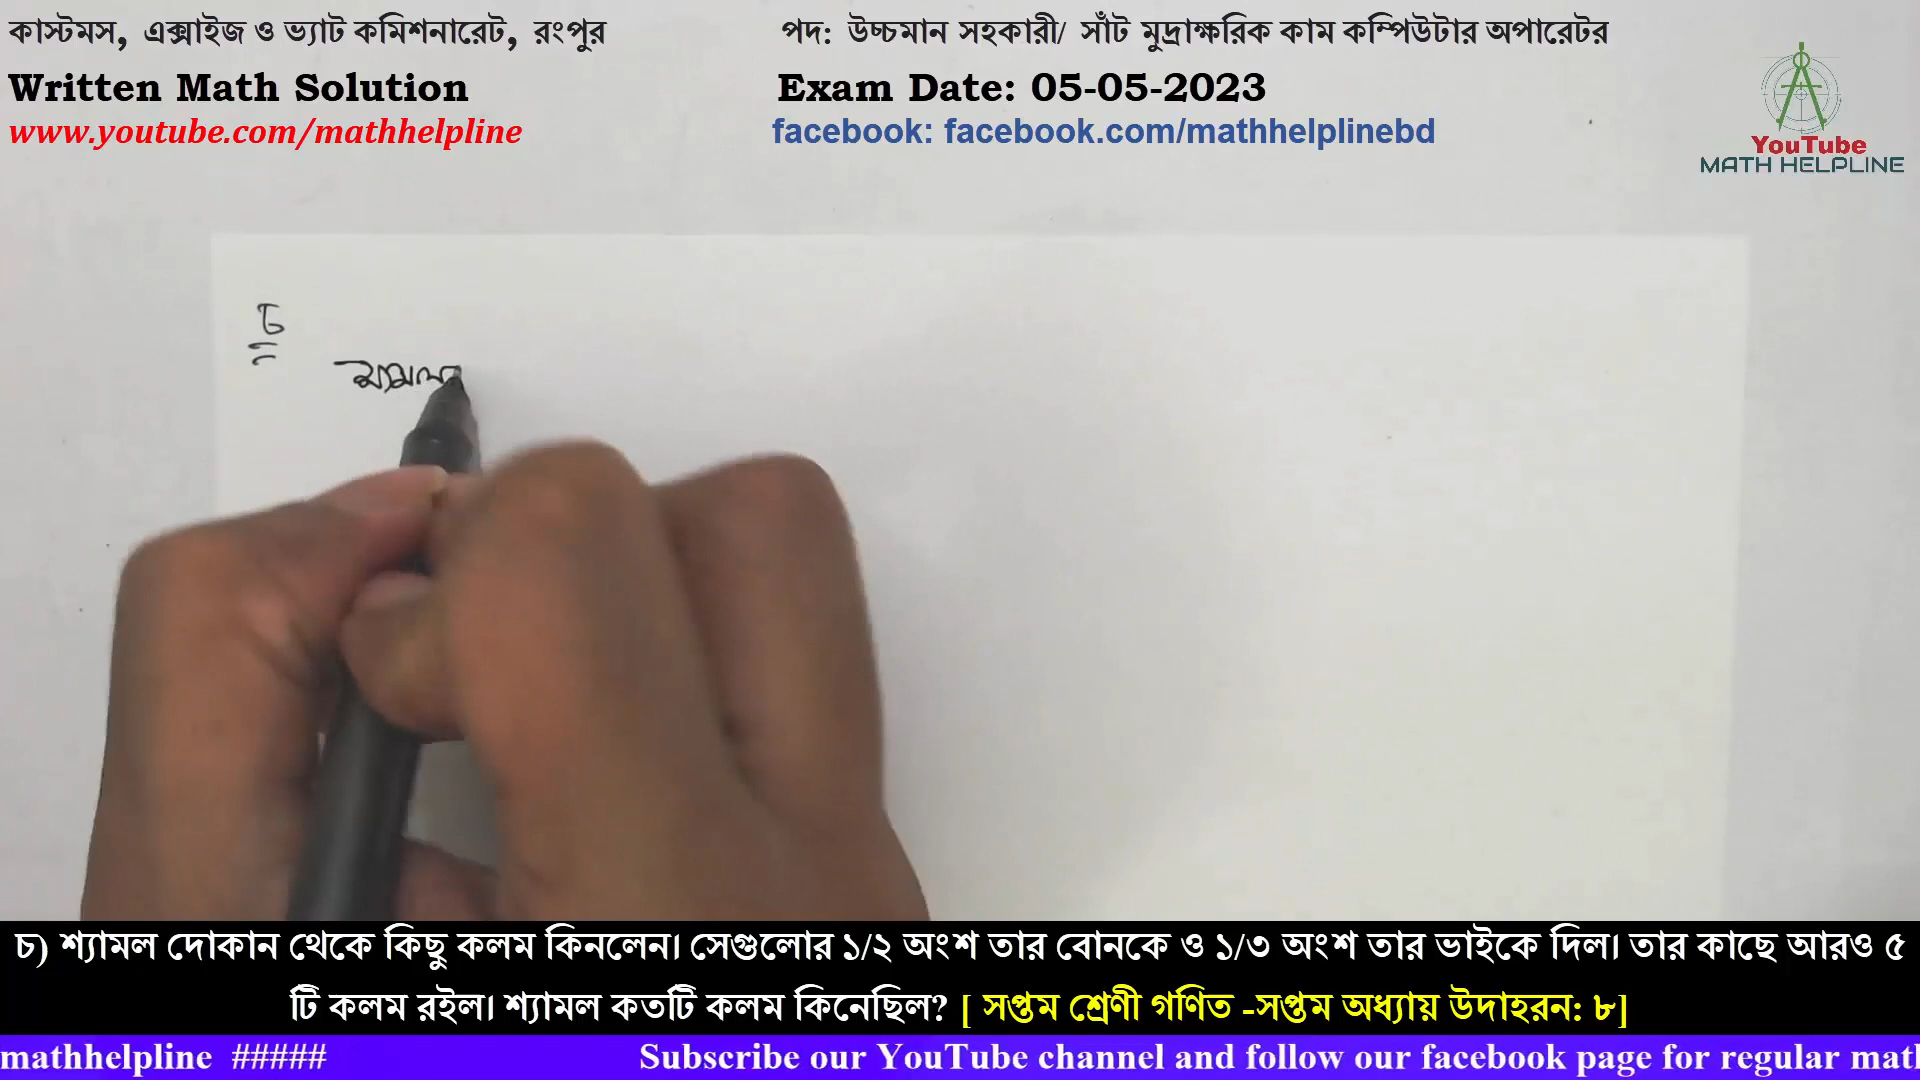 কাস্টমস, এক্সাইজ ও ভ্যাট কমিশনারেট, রংপুর
পদ: উচ্চমান সহকারী/ সাঁট মুদ্রাক্ষরিক কাম কম্পিউটার অপারেটর
Written Math Solution
Exam Date: 05-05-2023
www.youtube.com/mathhelpline
facebook: facebook.com/mathhelplinebd
YouTube
MATH HELPLINE
চ
চ) শ্যামল দোকান থেকে কিছু কলম কিনলেন। সেগুলোর ১/২ অংশ তার বোনকে ও ১/৩ অংশ তার ভাইকে দিল। তার কাছে আরও ৫
টি কলম রইল। শ্যামল কতটি কলম কিনেছিল? [ সপ্তম শ্রেণী গণিত -সপ্তম অধ্যায় উদাহরন: ৮]
mathhelpline ##### Subscribe our YouTube channel and follow our facebook page for regular mat